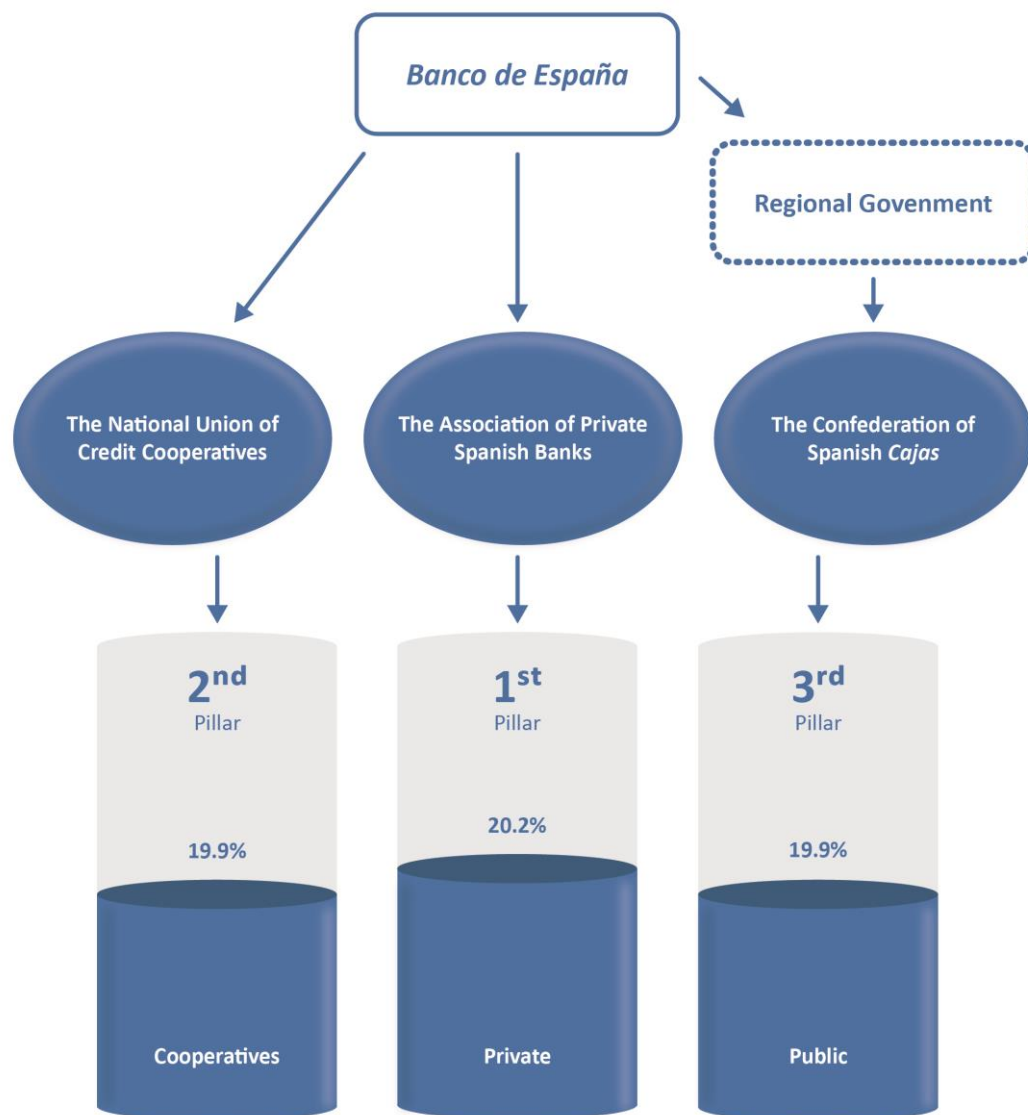 Banco de España
Regional Govenment
The National Union of
Credit Cooperatives
The Association of Private
Spanish Banks
The Confederation of
Spanish Cajas
2nd
Pillar
19.9%
Cooperatives
1st
Pillar
20.2%
Private
3rd
Pillar
19.9%
Public